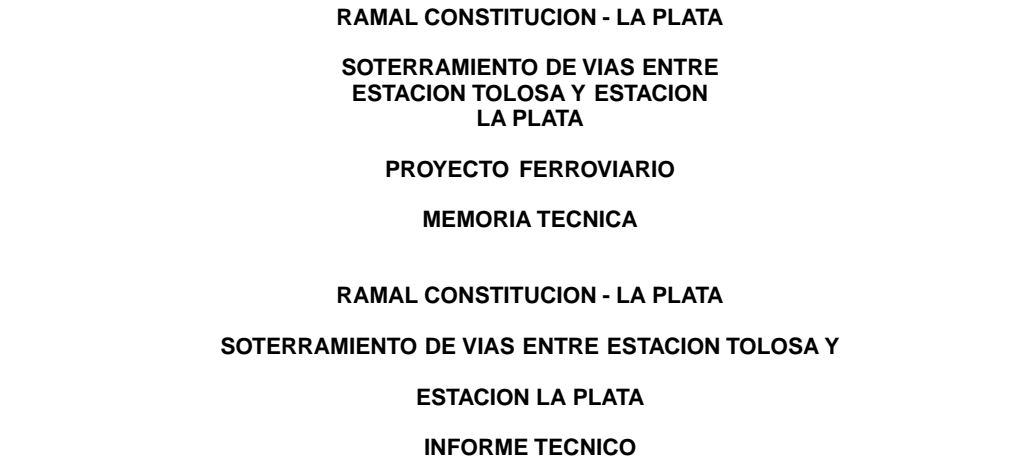 RAMAL CONSTITUCION - LA PLATA
SOTERRAMIENTO DE VIAS ENTRE
ESTACION TOLOSA Y ESTACION
LA PLATA
PROYECTO FERROVIARIO
MEMORIA TECNICA
RAMAL CONSTITUCION - LA PLATA
SOTERRAMIENTO DE VIAS ENTRE ESTACION TOLOSA Y
ESTACION LA PLATA
INFORME TECNICO